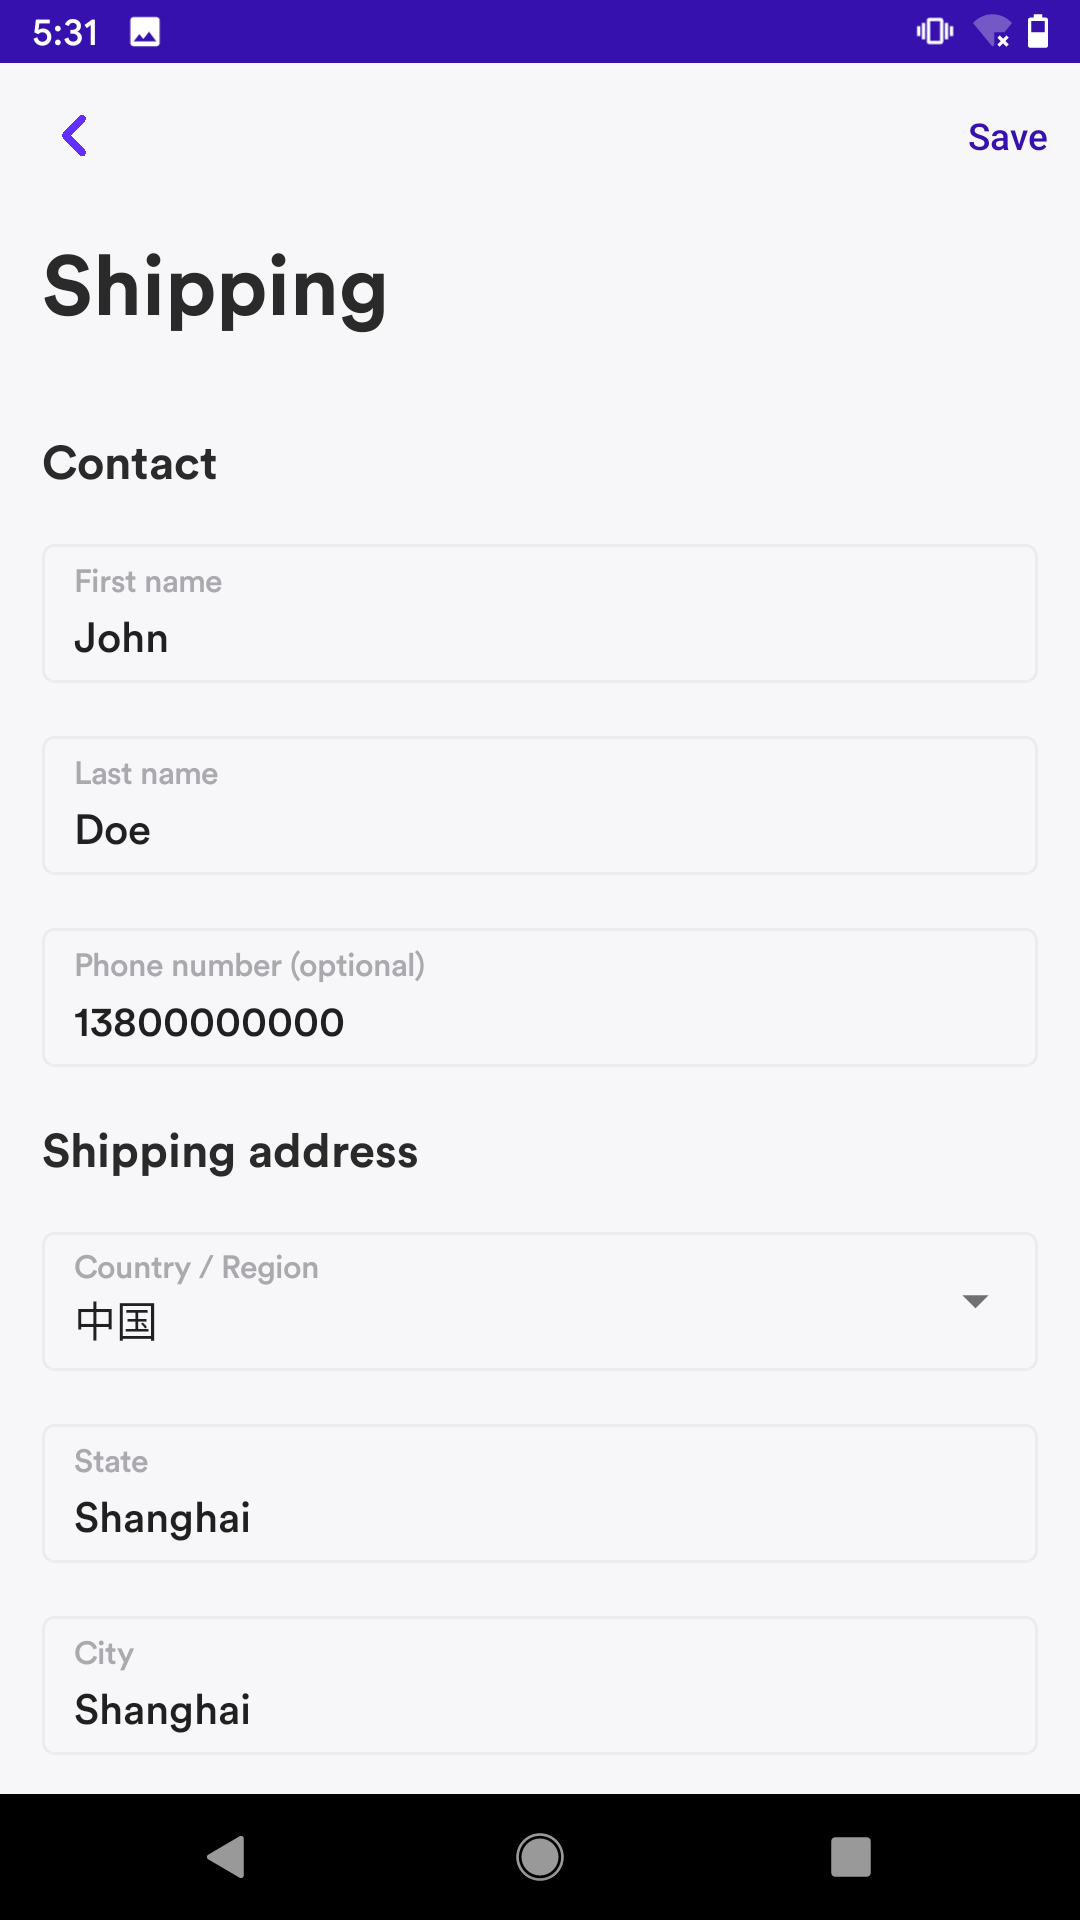 5:31
Save
Shipping
Contact
First name
John
Last name
Doe
Phone number (optional)
13800000000
Shipping address
Country / Region
中国
State
Shanghai
City
Shanghai